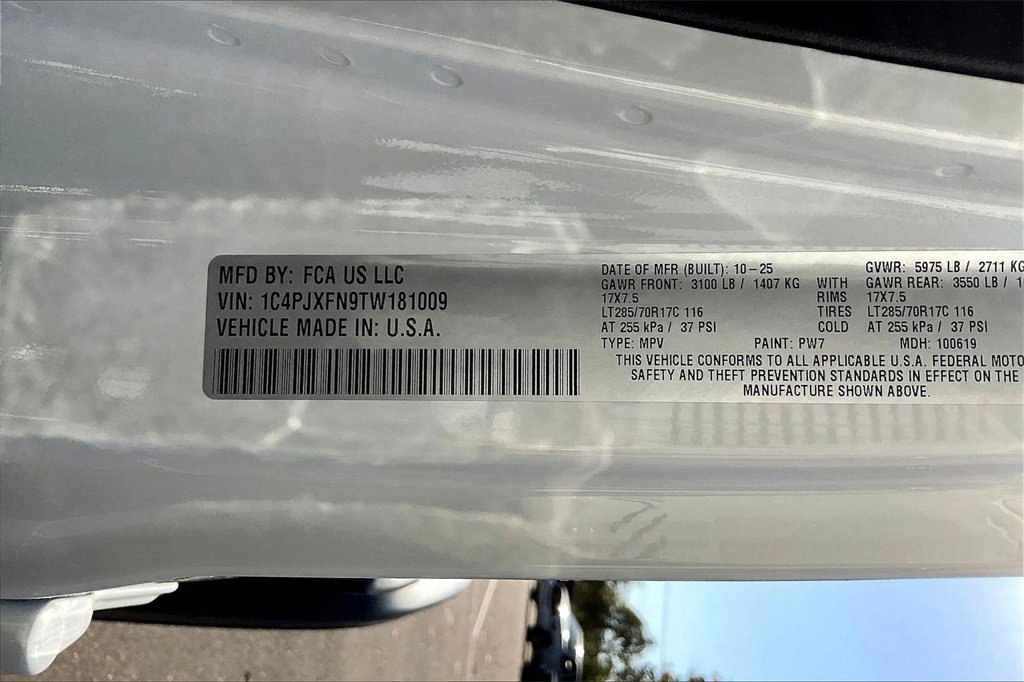 MFD BY: FCA US LLC
VIN: 1C4PJXFN9TW181009
VEHICLE MADE IN: U.S.A.
DATE OF MFR (BUILT): 10-25 GVWR: 5975 LB / 2711 KG
GAWR FRONT: 3100 LB / 1407 KG WITH GAWR REAR: 3550 LB /
17X7.5 RIMS 17X7.5
LT285/70R17C 116 TIRES LT285/70R17C 116
AT 255 kPa / 37 PSI COLD AT 255 kPa / 37 PSI
TYPE: MPV PAINT: PW7 MDH: 100619
THIS VEHICLE CONFORMS TO ALL APPLICABLE U.S.A. FEDERAL MOTO
SAFETY AND THEFT PREVENTION STANDARDS IN EFFECT ON THE
MANUFACTURE SHOWN ABOVE.